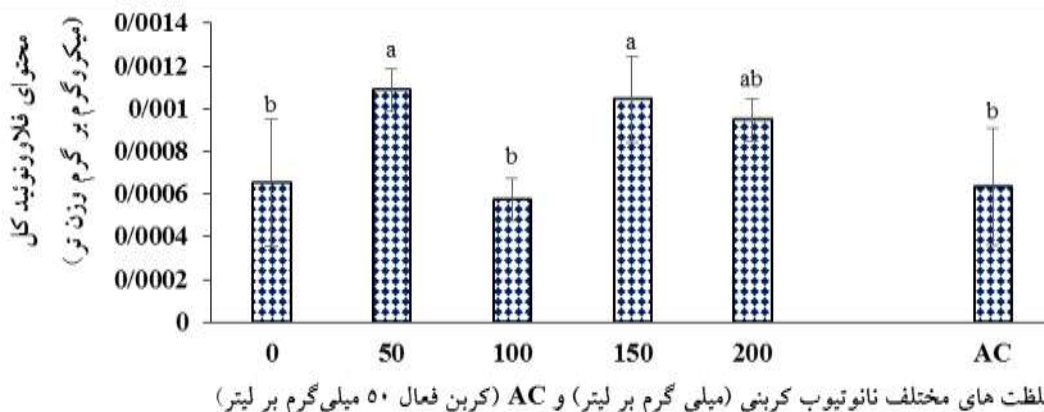 محتوای فلاوونوئید کل
(میکروگرم بر گرم وزن تر)
0/0014
0/0012
0/001
0/0008
0/0006
0/0004
0/0002
0
b
a
b
a
ab
b
0 50 100 150 200 AC
لظت های مختلف نانوتیوب کربنی (میلی گرم بر لیتر) و AC (کربن فعال ۵۰ میلی‌گرم بر لیتر)